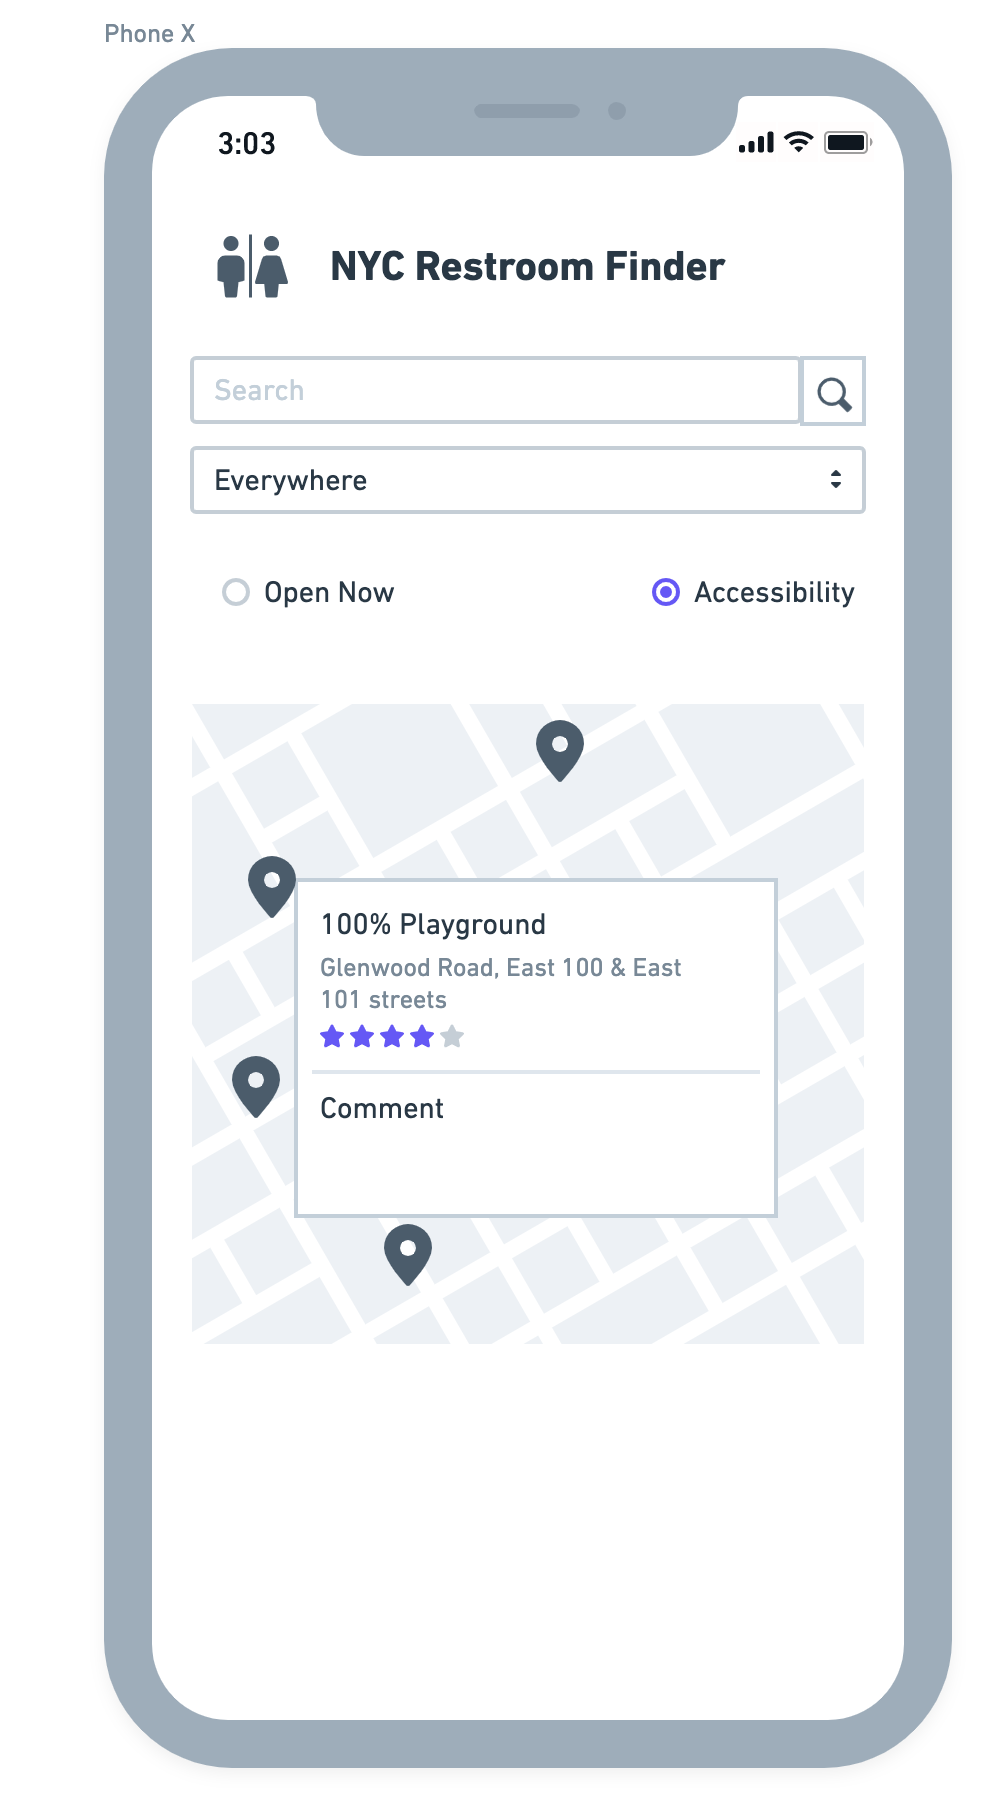 Phone X
3:03
NYC Restroom Finder
Search
Everywhere
Open Now
Accessibility
100% Playground
Glenwood Road, East 100 & East
101 streets
Comment